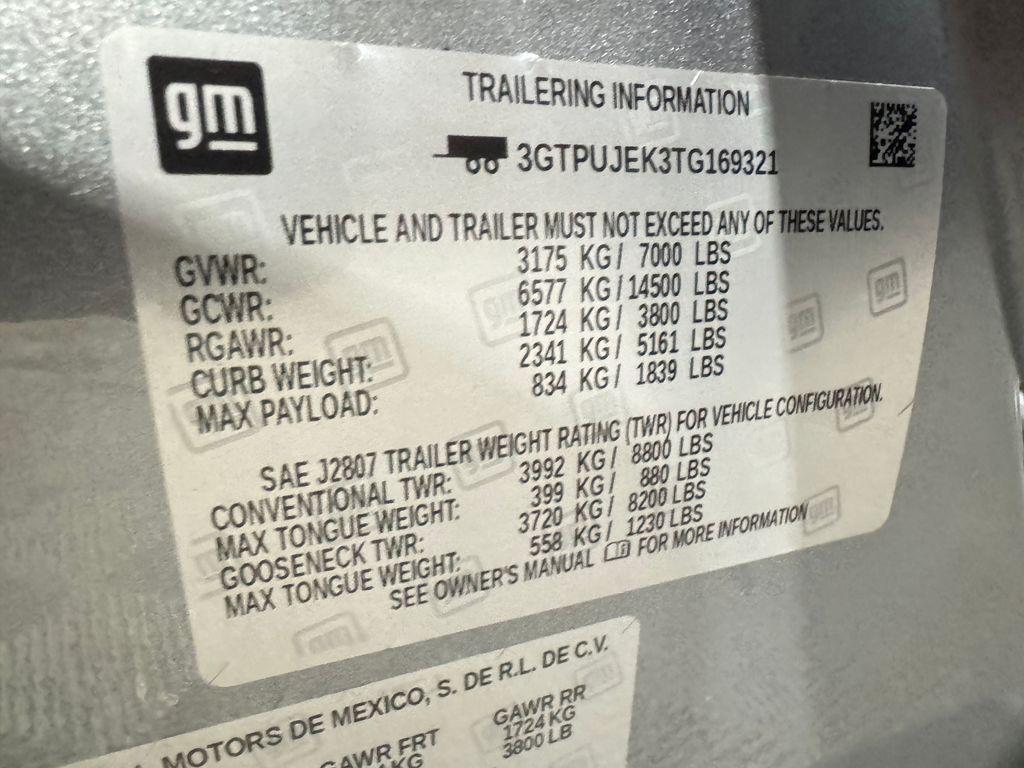 gm
TRAILERING INFORMATION
3GTPUJEK3TG169321
VEHICLE AND TRAILER MUST NOT EXCEED ANY OF THESE VALUES.
GVWR: 3175 KG/ 7000 LBS
GCWR: 6577 KG/14500 LBS
RGAWR: 1724 KG/ 3800 LBS
CURB WEIGHT: 2341 KG/ 5161 LBS
MAX PAYLOAD: 834 KG/ 1839 LBS
SAE J2807 TRAILER WEIGHT RATING (TWR) FOR VEHICLE CONFIGURATION.
CONVENTIONAL TWR: 3992 KG/ 8800 LBS
MAX TONGUE WEIGHT: 399 KG/ 880 LBS
GOOSENECK TWR: 3720 KG/ 8200 LBS
MAX TONGUE WEIGHT: 558 KG/ 1230 LBS
SEE OWNER'S MANUAL FOR MORE INFORMATION
MOTORS DE MEXICO, S. DE R.L. DE C.V.
GAWR FRT GAWR RR
KG 1724 KG
3800 LB